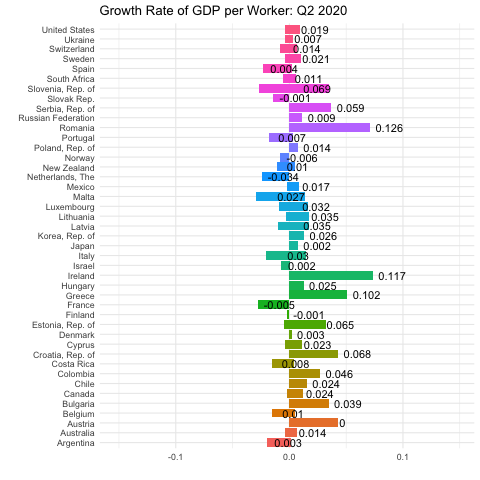 Growth Rate of GDP per Worker: Q2 2020
United States 0.019
Ukraine 0.007
Switzerland 0.014
Sweden 0.021
Spain 0.004
South Africa 0.011
Slovenia, Rep. of 0.069
Slovak Rep. -0.001
Serbia, Rep. of 0.059
Russian Federation 0.009
Romania 0.126
Portugal 0.007
Poland, Rep. of 0.014
Norway -0.006
New Zealand 0.01
Netherlands, The -0.034
Mexico 0.017
Malta 0.027
Luxembourg 0.032
Lithuania 0.035
Latvia 0.035
Korea, Rep. of 0.026
Japan 0.002
Italy 0.03
Israel 0.002
Ireland 0.117
Hungary 0.025
Greece 0.102
France -0.005
Finland -0.001
Estonia, Rep. of 0.065
Denmark 0.003
Cyprus 0.023
Croatia, Rep. of 0.068
Costa Rica 0.008
Colombia 0.046
Chile 0.024
Canada 0.024
Bulgaria 0.039
Belgium 0.01
Austria 0
Australia 0.014
Argentina 0.003
-0.1 0.0 0.1